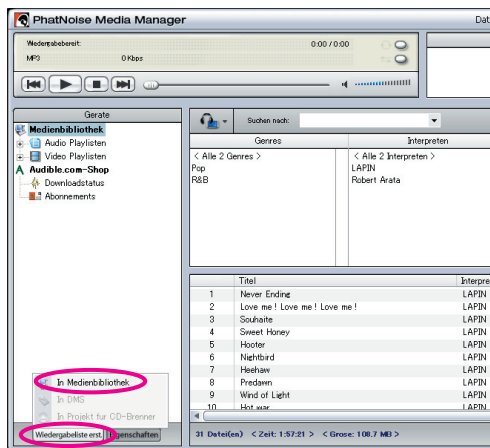 PhatNoise Media Manager
Dat
Wiedergabebereit:
0:00 / 0:00
MP3
0 Kbps
Gerate
Medienbibliothek
Audio Playlisten
Video Playlisten
Audible.com-Shop
Downloadstatus
Abonnements
Suchen nach:
Genres
Interpreten
< Alle 2 Genres >
Pop
R&B
< Alle 2 Interpreten >
LAPIN
Robert Arata
Titel
Interpre
1 Never Ending LAPIN
2 Love me ! Love me ! Love me ! LAPIN
3 Souhaite LAPIN
4 Sweet Honey LAPIN
5 Hooter LAPIN
6 Nightbird LAPIN
7 Heehaw LAPIN
8 Predawn LAPIN
9 Wind of Light LAPIN
10 Hot war LAPIN
In Medienbibliothek
In DMS
In Projekt fur CD-Brenner
Wiedergabeliste erst.
Eigenschaften
31 Datei(en) < Zeit: 1:57:21 > < Grose: 108.7 MB >